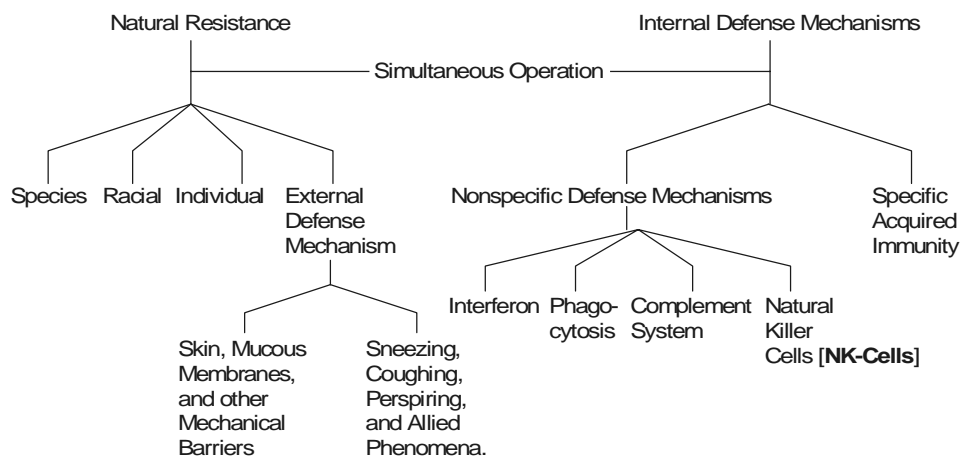 Natural Resistance
Internal Defense Mechanisms
Simultaneous Operation
Species
Racial
Individual
External
Defense
Mechanism
Nonspecific Defense Mechanisms
Specific
Acquired
Immunity
Interferon
Phago-
cytosis
Complement
System
Natural
Killer
Cells [NK-Cells]
Skin, Mucous
Membranes,
and other
Mechanical
Barriers
Sneezing,
Coughing,
Perspiring,
and Allied
Phenomena.